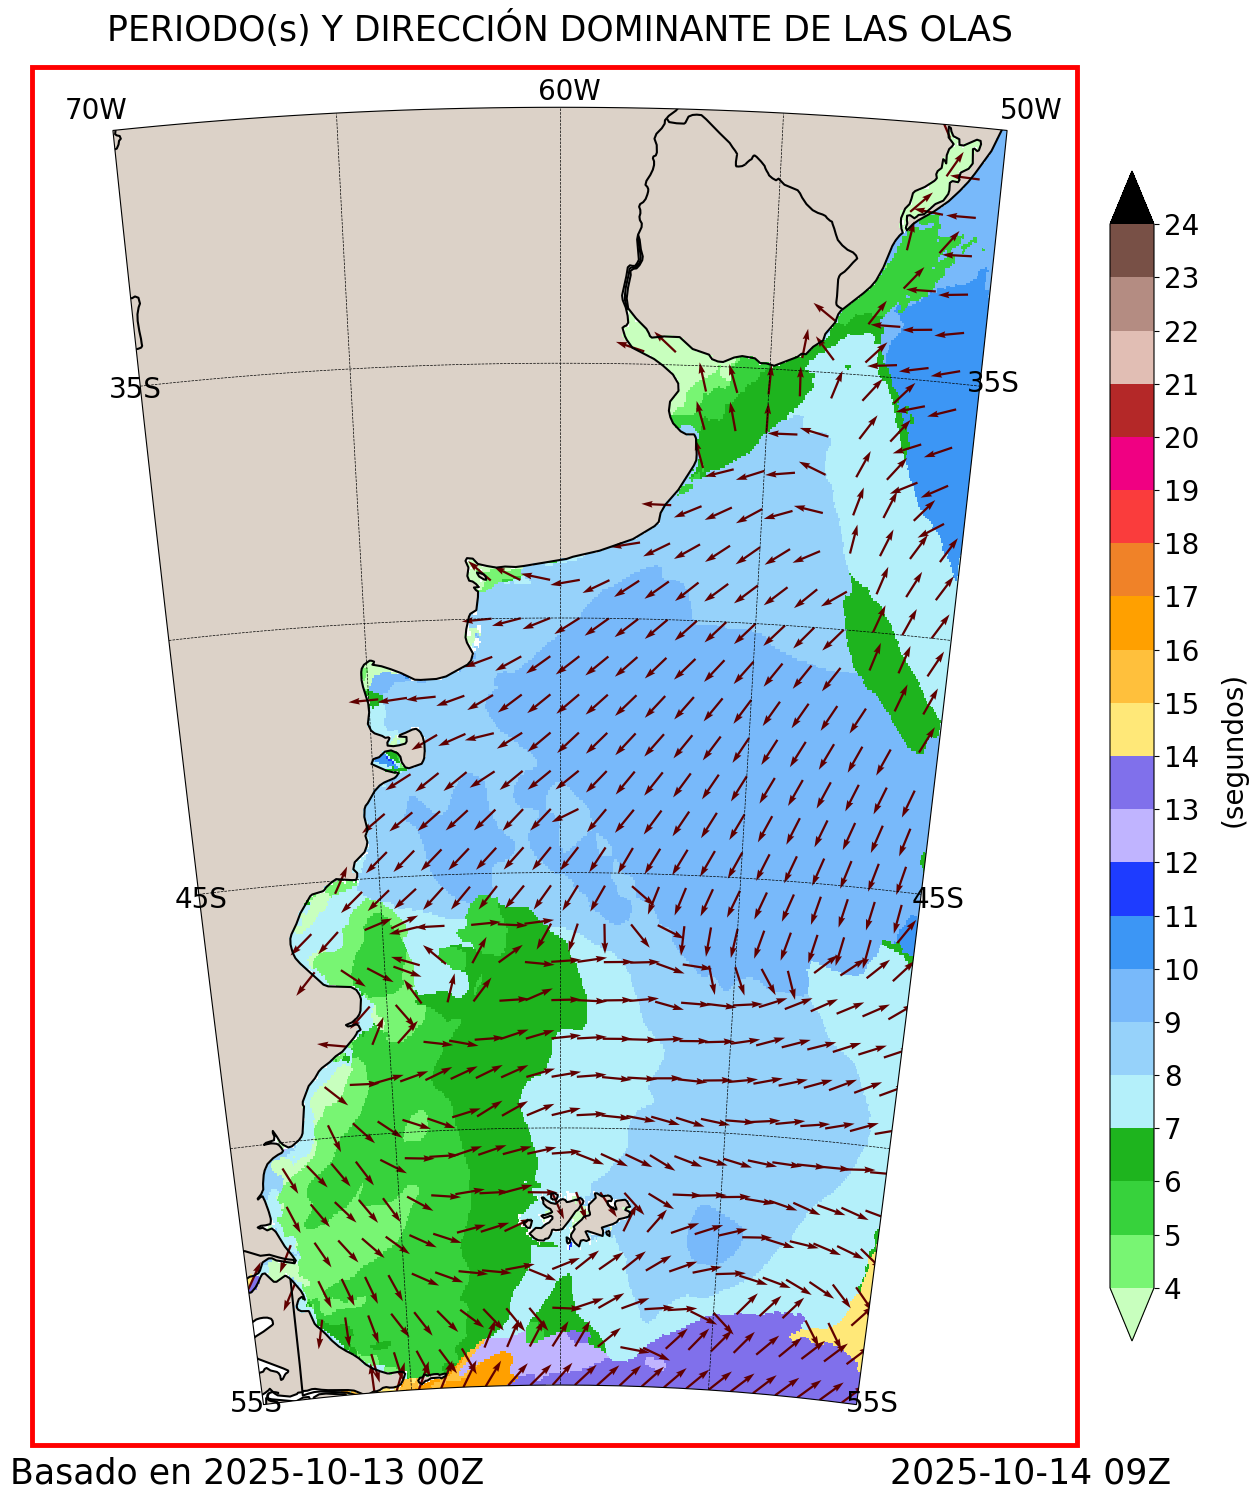 PERIODO(s) Y DIRECCIÓN DOMINANTE DE LAS OLAS
70W
60W
50W
35S
35S
45S
45S
55S
55S
24
23
22
21
20
19
18
17
16
15
14
13
12
11
10
9
8
7
6
5
4
(segundos)
Basado en 2025-10-13 00Z
2025-10-14 09Z